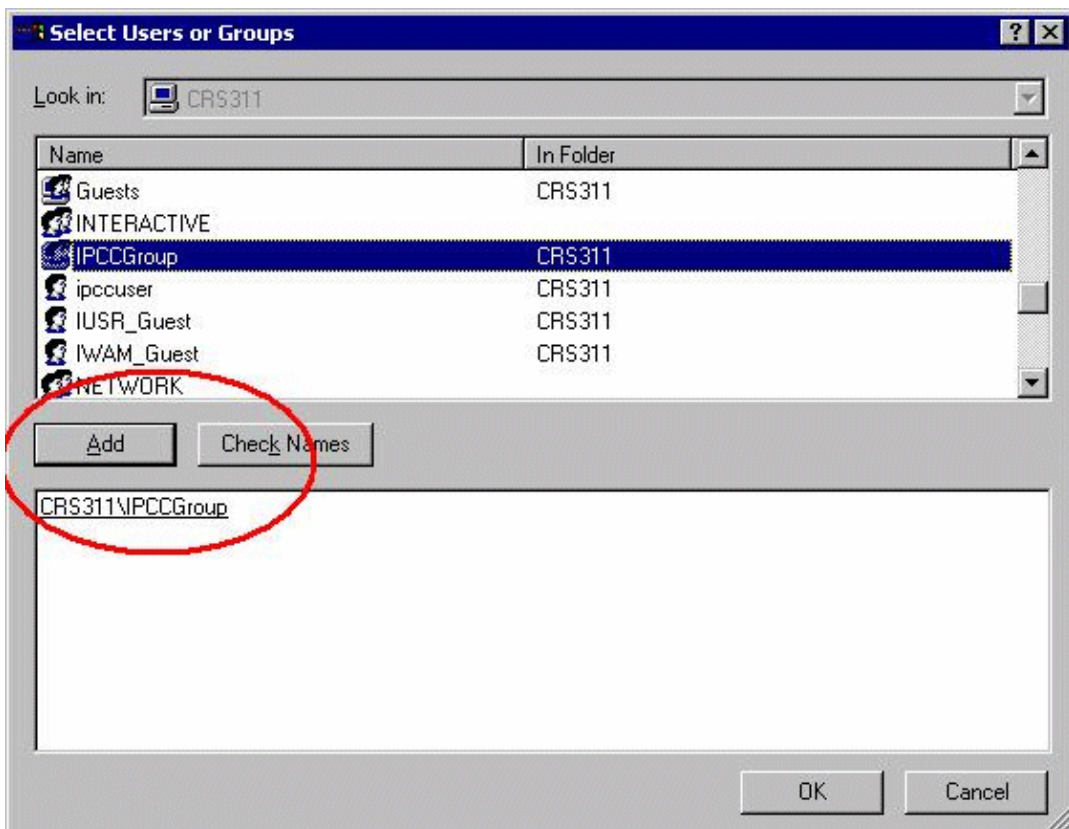 Select Users or Groups
Look in: CRS311
Name In Folder
Guests CRS311
INTERACTIVE
IPCCGroup CRS311
ipccuser CRS311
IUSR_Guest CRS311
IWAM_Guest CRS311
NETWORK
Add Check Names
CRS311\IPCCGroup
OK Cancel